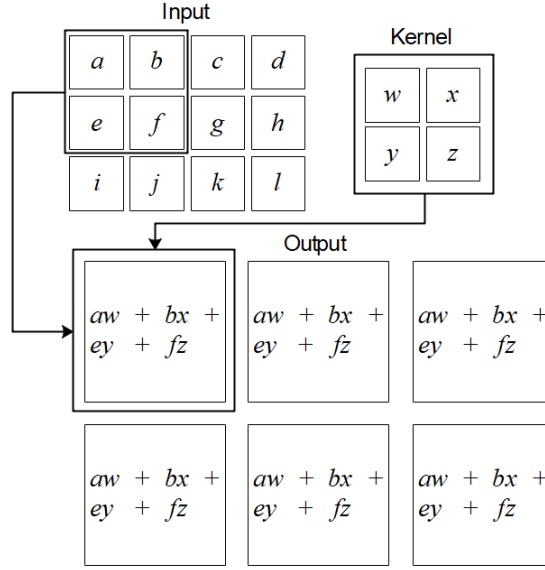 Input
Kernel
a b c d
w x
e f g h
y z
i j k l
Output
aw + bx + aw + bx + aw + bx +
ey + fz ey + fz ey + fz
aw + bx + aw + bx + aw + bx +
ey + fz ey + fz ey + fz